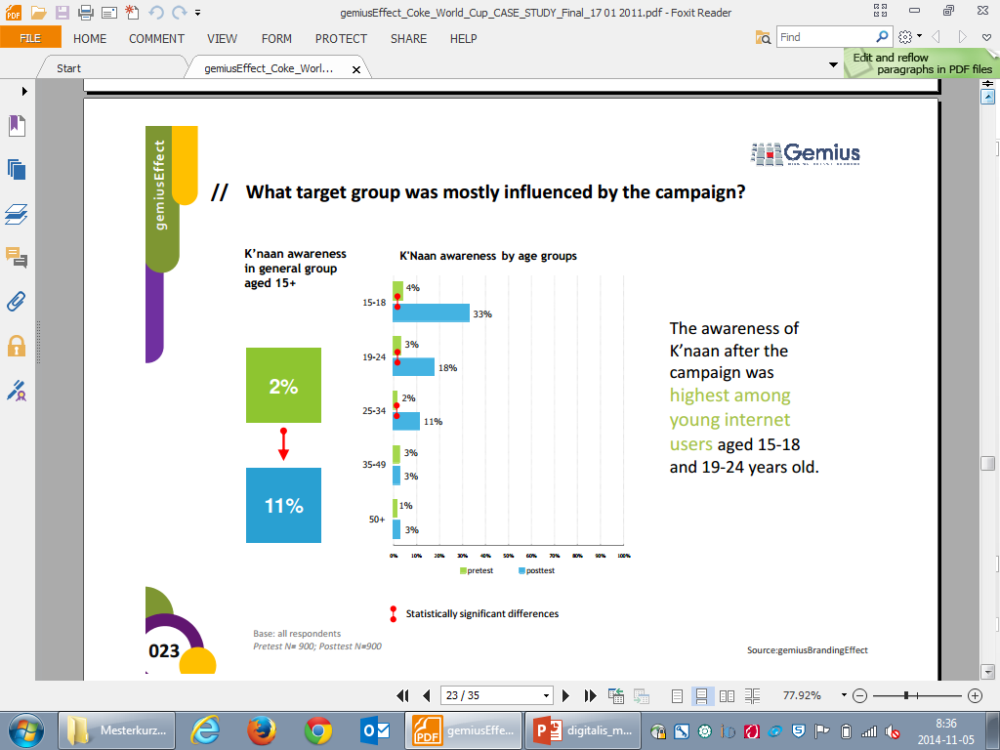 gemiusEffect_Coke_World_Cup_CASE_STUDY_Final_17 01 2011.pdf - Foxit Reader
FILE HOME COMMENT VIEW FORM PROTECT SHARE HELP
Find
Start
gemiusEffect_Coke_Worl...
Edit and reflow
paragraphs in PDF files
gemiusEffect
Gemius
// What target group was mostly influenced by the campaign?
K'naan awareness
in general group
aged 15+
2%
11%
K'Naan awareness by age groups
15-18
4%
33%
19-24
3%
18%
25-34
2%
11%
35-49
3%
3%
50+
1%
3%
0% 10% 20% 30% 40% 50% 60% 70% 80% 90% 100%
pretest posttest
Statistically significant differences
The awareness of
K'naan after the
campaign was
highest among
young internet
users aged 15-18
and 19-24 years old.
023
Base: all respondents
Pretest N= 900; Posttest N=900
Source:gemiusBrandingEffect
23 / 35
77.92%
Mesterkurz...
gemiusEffe...
digitalis_m...
8:36
2014-11-05